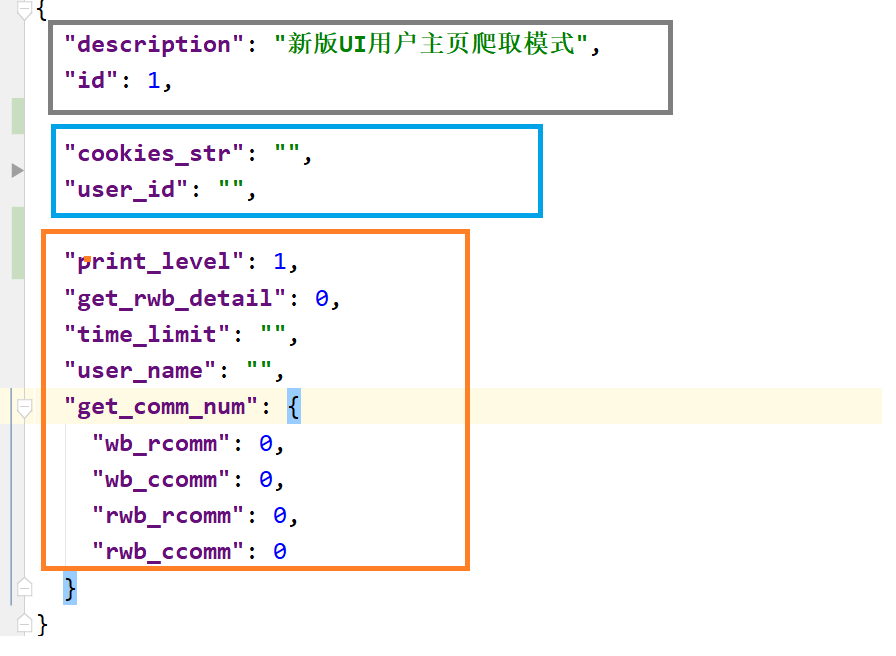 {
"description": "新版UI用户主页爬取模式",
"id": 1,
"cookies_str": "",
"user_id": "",
"print_level": 1,
"get_rwb_detail": 0,
"time_limit": "",
"user_name": "",
"get_comm_num": {
"wb_rcomm": 0,
"wb_ccomm": 0,
"rwb_rcomm": 0,
"rwb_ccomm": 0
}
}